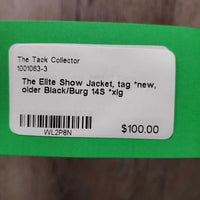 The Tack Collector
1001063-3
The Elite Show Jacket, tag *new,
older Black/Burg 14S *xlg
WL2P8N
$100.00